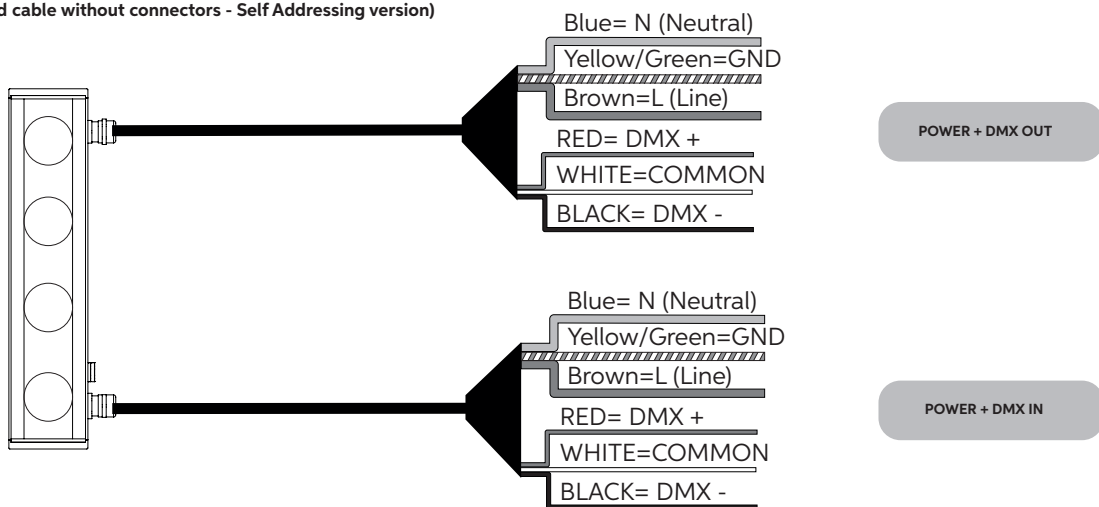 d cable without connectors - Self Addressing version)
Blue= N (Neutral)
Yellow/Green=GND
Brown=L (Line)
RED= DMX +
WHITE=COMMON
BLACK= DMX -
POWER + DMX OUT
Blue= N (Neutral)
Yellow/Green=GND
Brown=L (Line)
RED= DMX +
WHITE=COMMON
BLACK= DMX -
POWER + DMX IN